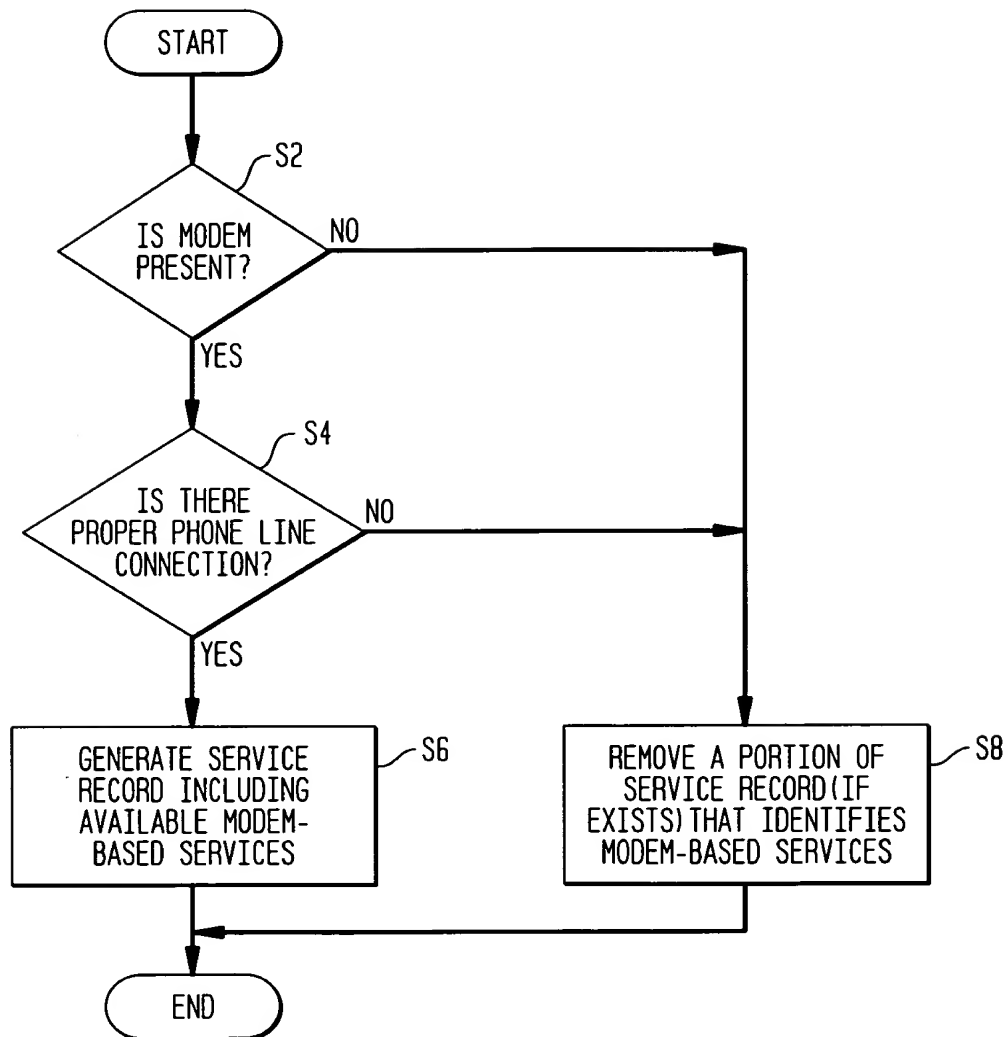 START
S2
IS MODEM
PRESENT?
NO
YES
S4
IS THERE
PROPER PHONE LINE
CONNECTION?
NO
YES
GENERATE SERVICE
RECORD INCLUDING
AVAILABLE MODEM-
BASED SERVICES
S6
REMOVE A PORTION OF
SERVICE RECORD(IF
EXISTS)THAT IDENTIFIES
MODEM-BASED SERVICES
S8
END